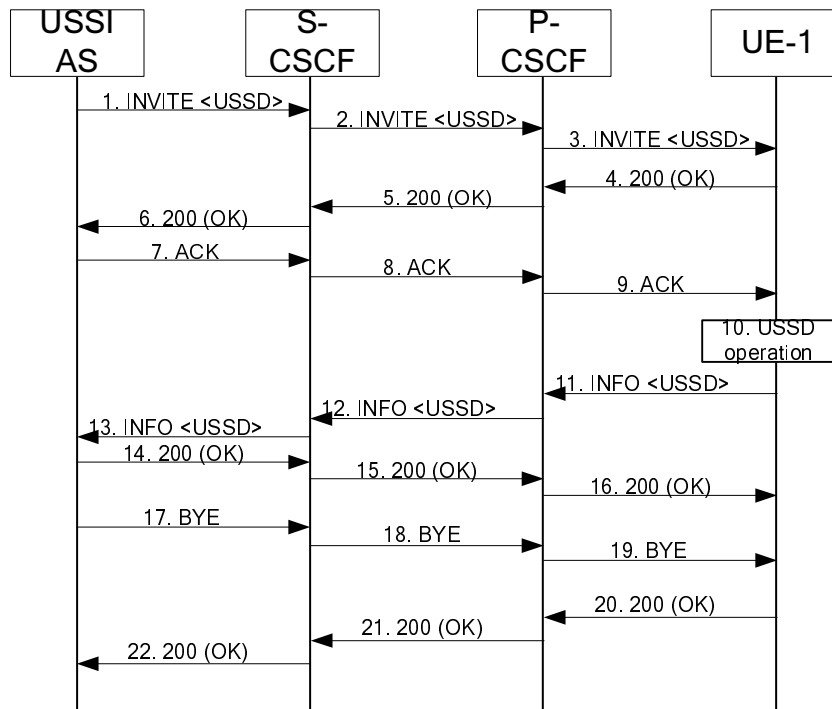 USSI
AS
S-
CSCF
P-
CSCF
UE-1
1. INVITE <USSD>
2. INVITE <USSD>
3. INVITE <USSD>
4. 200 (OK)
5. 200 (OK)
6. 200 (OK)
7. ACK
8. ACK
9. ACK
10. USSD
operation
11. INFO <USSD>
12. INFO <USSD>
13. INFO <USSD>
14. 200 (OK)
15. 200 (OK)
16. 200 (OK)
17. BYE
18. BYE
19. BYE
20. 200 (OK)
21. 200 (OK)
22. 200 (OK)